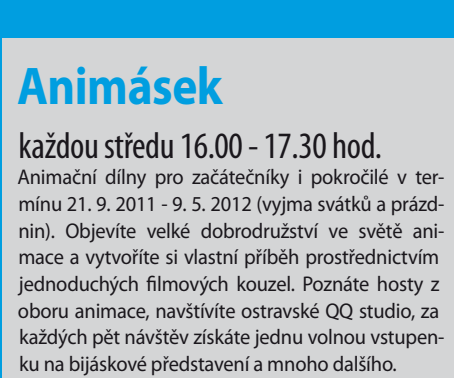 Animásek
každou středu 16.00 - 17.30 hod.
Animační dílny pro začátečníky i pokročilé v ter-
mínu 21. 9. 2011 - 9. 5. 2012 (vyjma svátků a prázd-
nin). Objevíte velké dobrodružství ve světě ani-
mace a vytvoříte si vlastní příběh prostřednictvím
jednoduchých filmových kouzel. Poznáte hosty z
oboru animace, navštívíte ostravské QQ studio, za
každých pět návštěv získáte jednu volnou vstupen-
ku na bijáskové představení a mnoho dalšího.